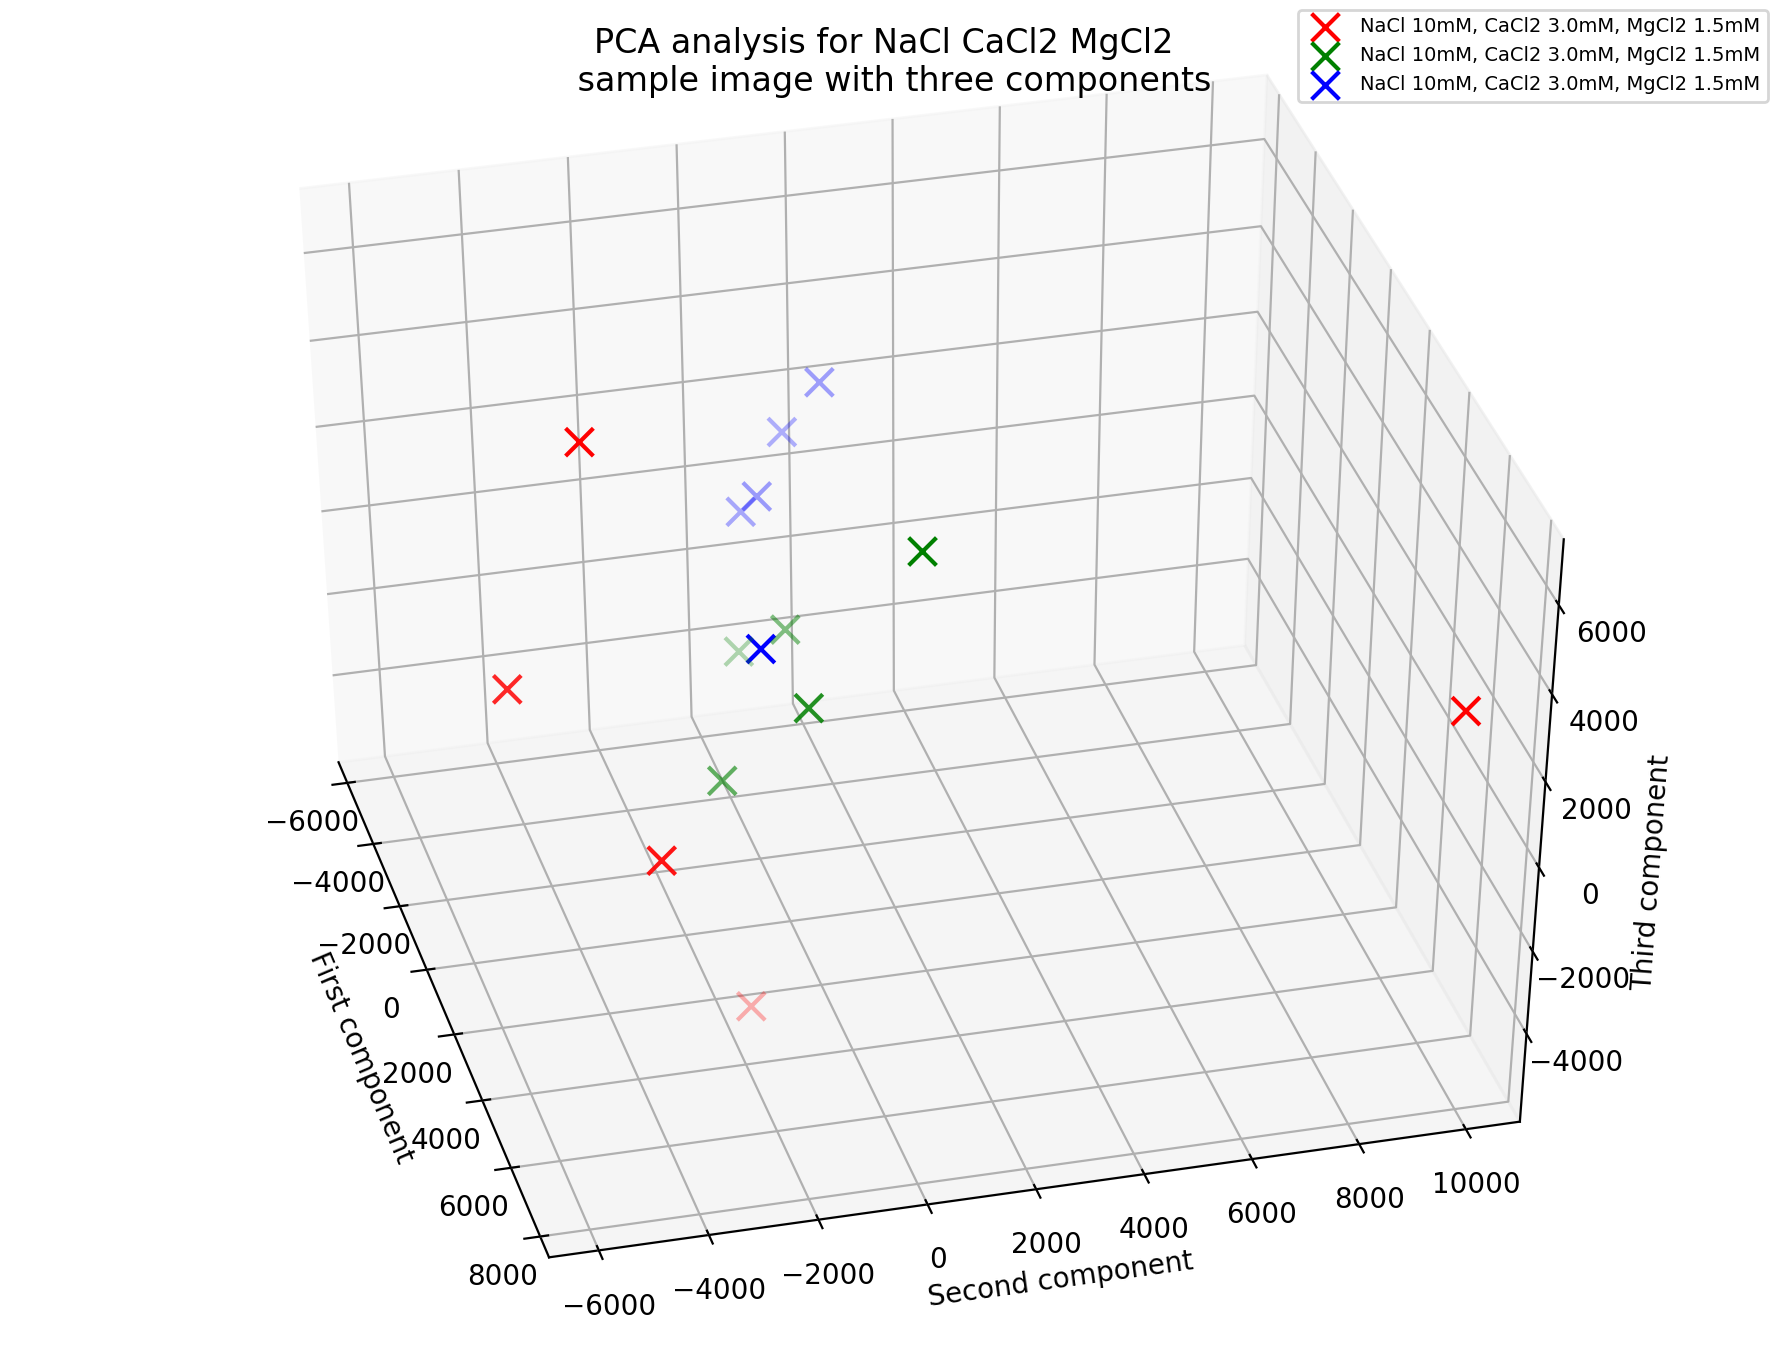 PCA analysis for NaCl CaCl2 MgCl2
sample image with three components
NaCl 10mM, CaCl2 3.0mM, MgCl2 1.5mM
NaCl 10mM, CaCl2 3.0mM, MgCl2 1.5mM
NaCl 10mM, CaCl2 3.0mM, MgCl2 1.5mM
−6000
−4000
−2000
0
2000
4000
6000
8000
First component
−6000
−4000
−2000
0
2000
4000
6000
8000
10000
Second component
6000
4000
2000
0
−2000
−4000
Third component